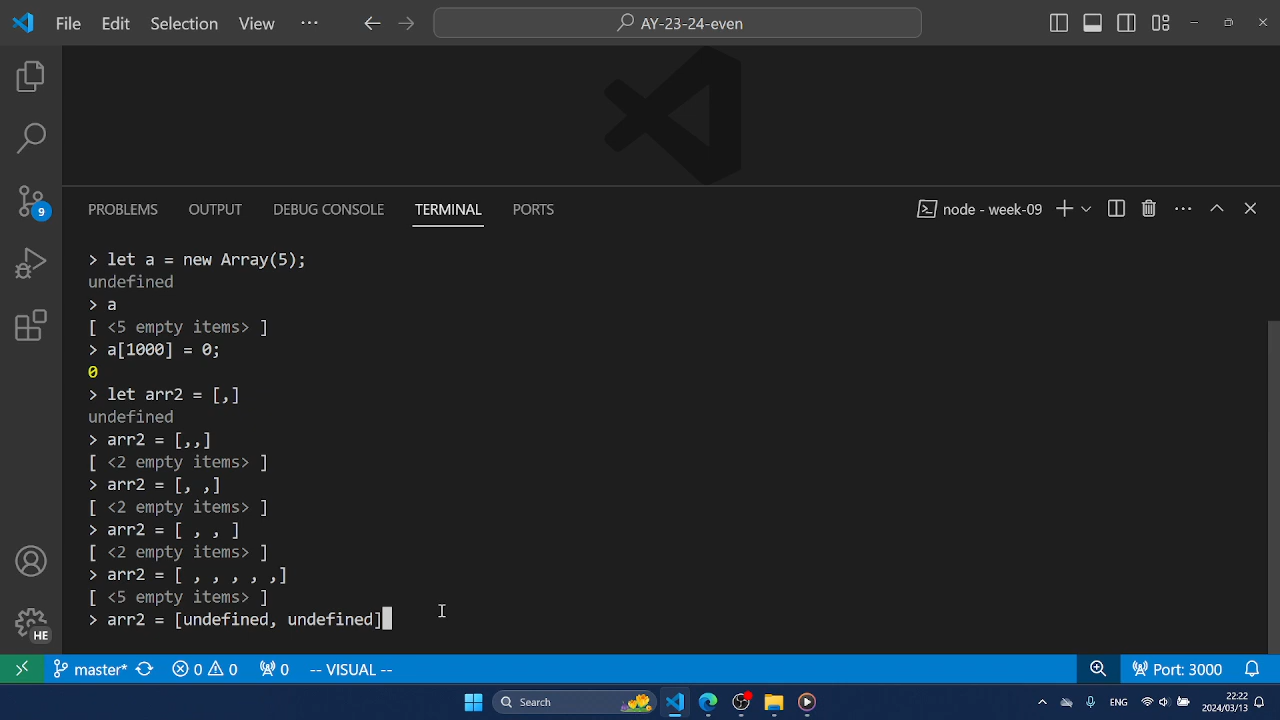 File Edit Selection View ··· AY-23-24-even
PROBLEMS OUTPUT DEBUG CONSOLE TERMINAL PORTS node - week-09
9
> let a = new Array(5);
undefined
> a
[ <5 empty items> ]
> a[1000] = 0;
0
> let arr2 = [,]
undefined
> arr2 = [,,]
[ <2 empty items> ]
> arr2 = [, ,]
[ <2 empty items> ]
> arr2 = [ , , ]
[ <2 empty items> ]
> arr2 = [ , , , , ,]
[ <5 empty items> ]
> arr2 = [undefined, undefined]
HE
master* 0 0 0 -- VISUAL -- Port: 3000
Search ENG 22:22
2024/03/13